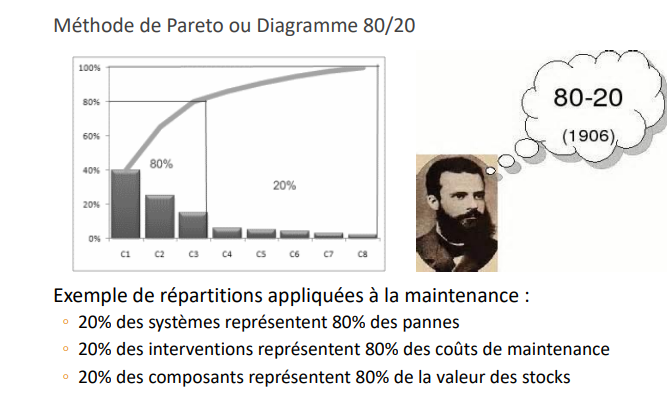 Méthode de Pareto ou Diagramme 80/20
100%
80%
60%
40%
20%
0%
80%
20%
C1 C2 C3 C4 C5 C6 C7 C8
80-20
(1906)
Exemple de répartitions appliquées à la maintenance :
◦ 20% des systèmes représentent 80% des pannes
◦ 20% des interventions représentent 80% des coûts de maintenance
◦ 20% des composants représentent 80% de la valeur des stocks